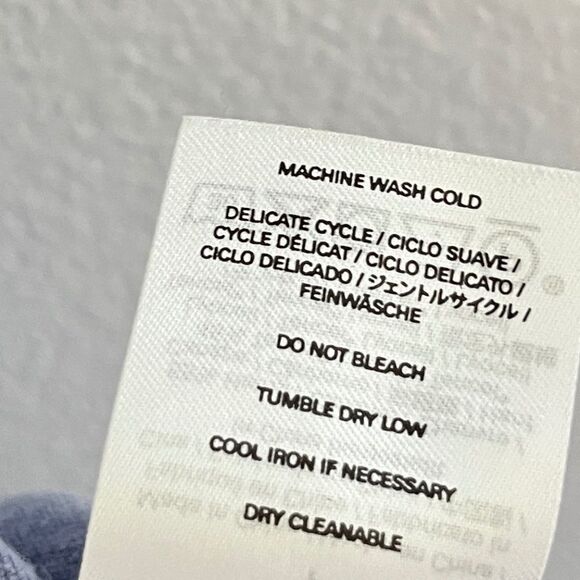 MACHINE WASH COLD
DELICATE CYCLE / CICLO SUAVE /
CYCLE DÉLICAT / CICLO DELICATO /
CICLO DELICADO / ジェントルサイクル /
FEINWÄSCHE
DO NOT BLEACH
TUMBLE DRY LOW
COOL IRON IF NECESSARY
DRY CLEANABLE